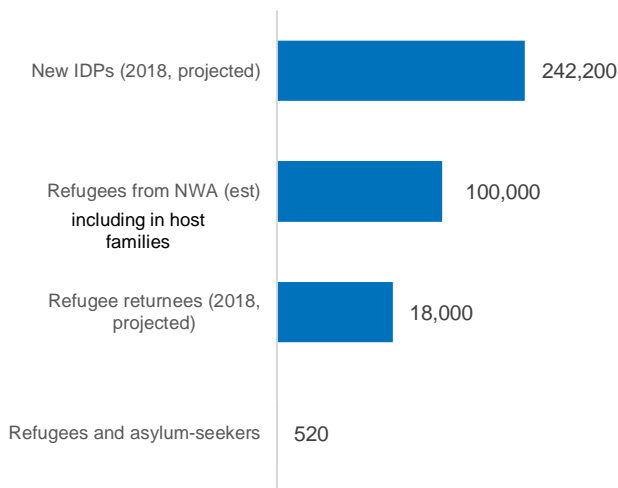 New IDPs (2018, projected)
242,200
Refugees from NWA (est)
including in host
families
100,000
Refugee returnees (2018,
projected)
18,000
Refugees and asylum-seekers
520